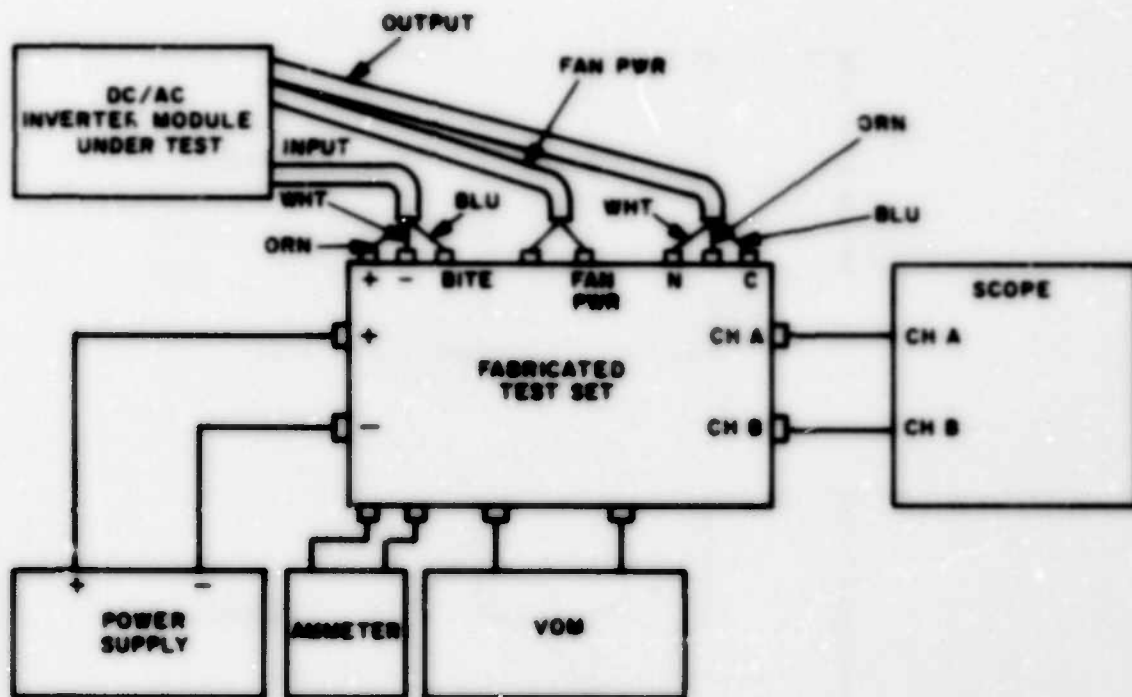 OUTPUT
FAN PWR
DC/AC
INVERTER MODULE
UNDER TEST
ORN
INPUT
WHT
BLU
WHT
BLU
ORN
+ - BITE FAN N C
PWR
SCOPE
+ CH A CH A
FABRICATED
TEST SET
- CH B CH B
+ -
POWER
SUPPLY
AMMETER
VOM